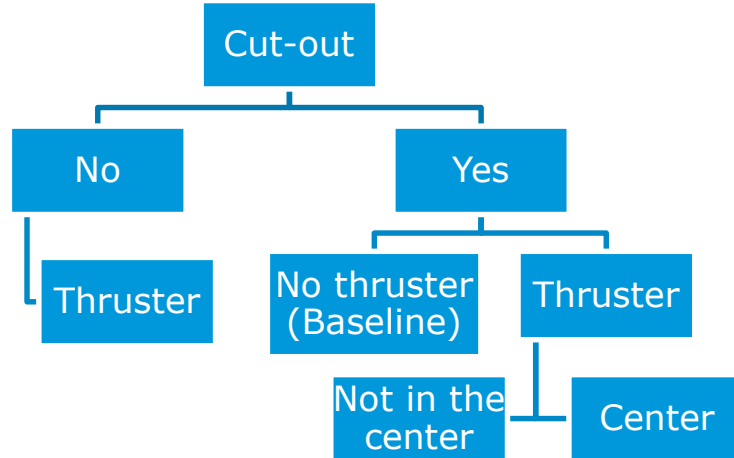 Cut-out
No
Yes
Thruster
No thruster
(Baseline)
Thruster
Not in the
center
Center